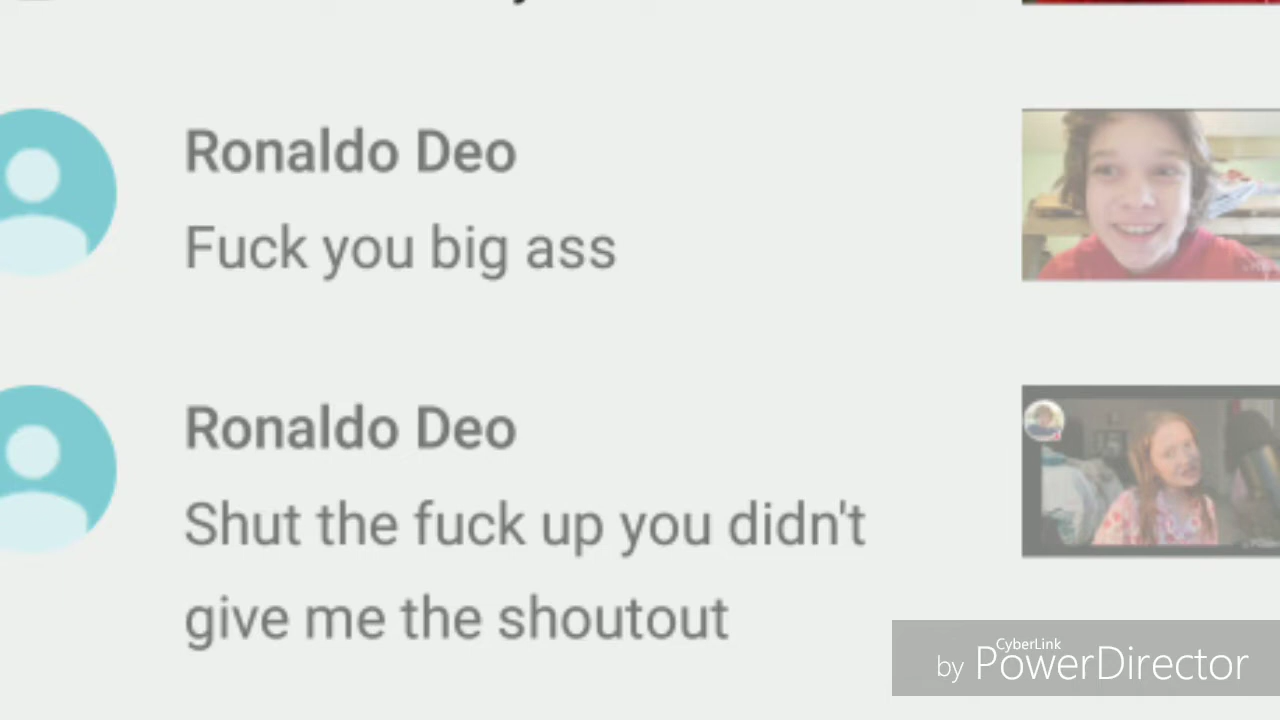 Ronaldo Deo
Fuck you big ass
Ronaldo Deo
Shut the fuck up you didn't
give me the shoutout
CyberLink
by PowerDirector